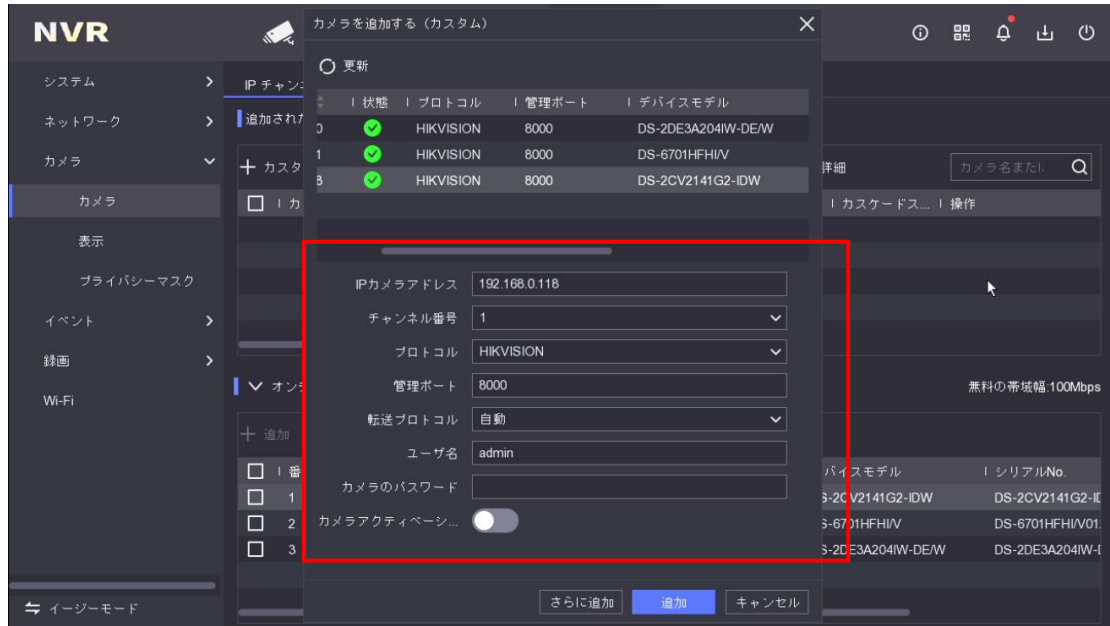 NVR
カメラを追加する（カスタム）
更新
システム
ネットワーク
カメラ
カメラ
表示
プライバシーマスク
イベント
録画
Wi-Fi
イージーモード
IP チャン
追加され
カスタ
詳細
カメラ名また
カスケードス... 操作
状態 プロトコル 管理ポート デバイスモデル
HIKVISION 8000 DS-2DE3A204IW-DE/W
1 HIKVISION 8000 DS-6701HFHI/V
8 HIKVISION 8000 DS-2CV2141G2-IDW
IPカメラアドレス 192.168.0.118
チャンネル番号 1
プロトコル HIKVISION
管理ポート 8000
転送プロトコル 自動
ユーザ名 admin
カメラのパスワード
カメラアクティベーシ...
さらに追加 追加 キャンセル
オン
無料の帯域幅:100Mbps
追加
番 バイスモデル シリアルNo.
1 S-2CV2141G2-IDW DS-2CV2141G2-ID
2 S-6701HFHI/V DS-6701HFHI/V01
3 S-2DE3A204IW-DE/W DS-2DE3A204IW-